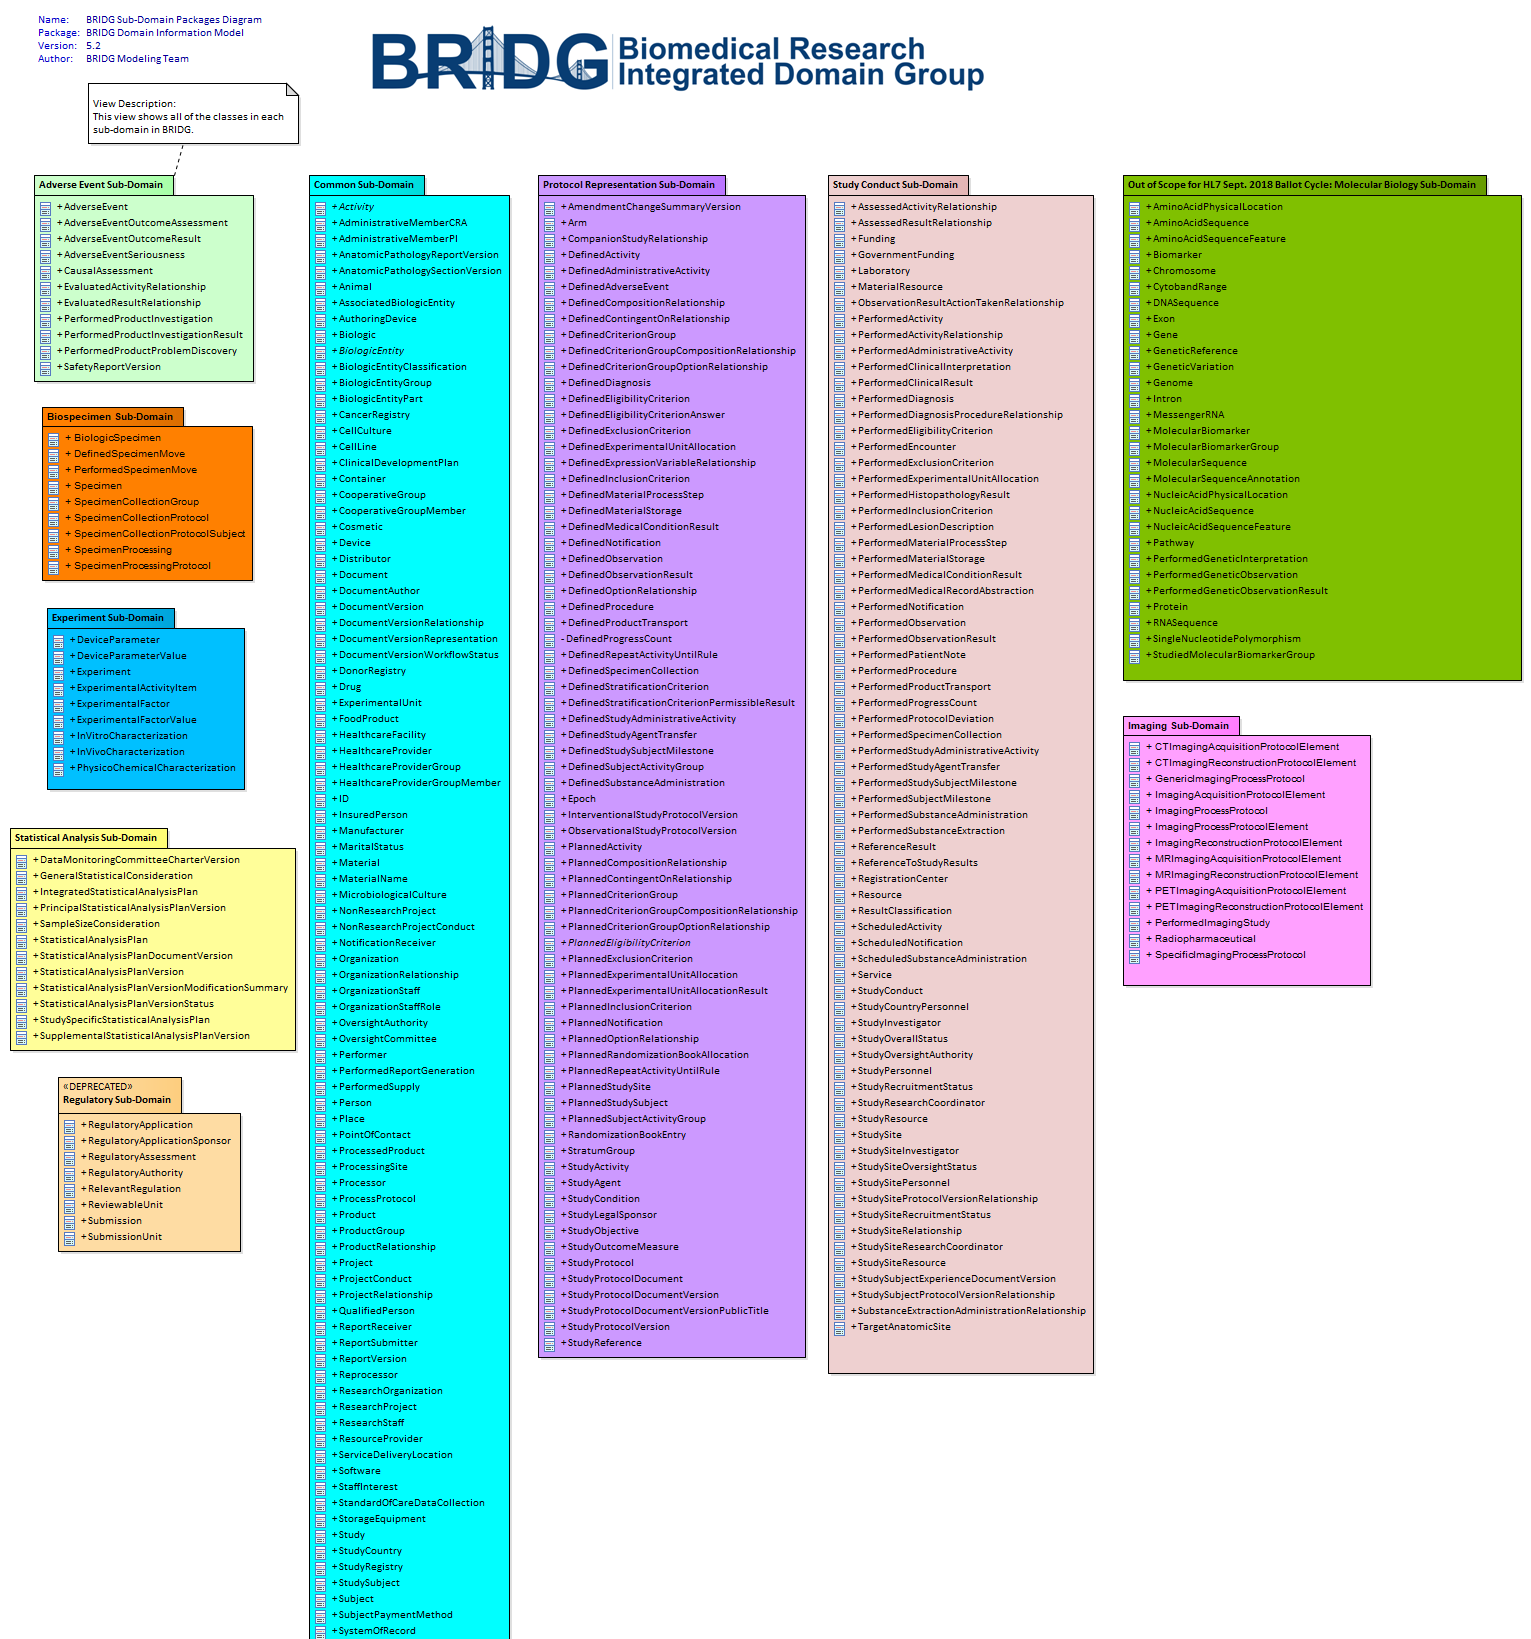 Name: BRIDG Sub-Domain Packages Diagram
Package: BRIDG Domain Information Model
Version: 5.2
Author: BRIDG Modeling Team
BRIDG
Biomedical Research
Integrated Domain Group
View Description:
This view shows all of the classes in each
sub-domain in BRIDG.
Adverse Event Sub-Domain
+AdverseEvent
+AdverseEventOutcomeAssessment
+AdverseEventOutcomeResult
+AdverseEventSeriousness
+CausalAssessment
+EvaluatedActivityRelationship
+EvaluatedResultRelationship
+PerformedProductInvestigation
+PerformedProductInvestigationResult
+PerformedProductProblemDiscovery
+SafetyReportVersion
Biospecimen Sub-Domain
+ BiologicSpecimen
+ DefinedSpecimenMove
+ PerformedSpecimenMove
+ Specimen
+ SpecimenCollectionGroup
+ SpecimenCollectionProtocol
+ SpecimenCollectionProtocolSubject
+ SpecimenProcessing
+ SpecimenProcessingProtocol
Experiment Sub-Domain
+DeviceParameter
+DeviceParameterValue
+Experiment
+ExperimentalActivityItem
+ExperimentalFactor
+ExperimentalFactorValue
+InVitroCharacterization
+InVivoCharacterization
+PhysicoChemicalCharacterization
Statistical Analysis Sub-Domain
+DataMonitoringCommitteeCharterVersion
+GeneralStatisticalConsideration
+IntegratedStatisticalAnalysisPlan
+PrincipalStatisticalAnalysisPlanVersion
+SampleSizeConsideration
+StatisticalAnalysisPlan
+StatisticalAnalysisPlanDocumentVersion
+StatisticalAnalysisPlanVersion
+StatisticalAnalysisPlanVersionModificationSummary
+StatisticalAnalysisPlanVersionStatus
+StudySpecificStatisticalAnalysisPlan
+SupplementalStatisticalAnalysisPlanVersion
«DEPRECATED»
Regulatory Sub-Domain
+RegulatoryApplication
+RegulatoryApplicationSponsor
+RegulatoryAssessment
+RegulatoryAuthority
+RelevantRegulation
+ReviewableUnit
+Submission
+SubmissionUnit
Common Sub-Domain
+Activity
+AdministrativeMemberCRA
+AdministrativeMemberPI
+AnatomicPathologyReportVersion
+AnatomicPathologySectionVersion
+Animal
+AssociatedBiologicEntity
+AuthoringDevice
+Biologic
+BiologicEntity
+BiologicEntityClassification
+BiologicEntityGroup
+BiologicEntityPart
+CancerRegistry
+CellCulture
+CellLine
+ClinicalDevelopmentPlan
+Container
+CooperativeGroup
+CooperativeGroupMember
+Cosmetic
+Device
+Distributor
+Document
+DocumentAuthor
+DocumentVersion
+DocumentVersionRelationship
+DocumentVersionRepresentation
+DocumentVersionWorkflowStatus
+DonorRegistry
+Drug
+ExperimentalUnit
+FoodProduct
+HealthcareFacility
+HealthcareProvider
+HealthcareProviderGroup
+HealthcareProviderGroupMember
+ID
+InsuredPerson
+Manufacturer
+MaritalStatus
+Material
+MaterialName
+MicrobiologicalCulture
+NonResearchProject
+NonResearchProjectConduct
+NotificationReceiver
+Organization
+OrganizationRelationship
+OrganizationStaff
+OrganizationStaffRole
+OversightAuthority
+OversightCommittee
+Performer
+PerformedReportGeneration
+PerformedSupply
+Person
+Place
+PointOfContact
+ProcessedProduct
+ProcessingSite
+Processor
+ProcessProtocol
+Product
+ProductGroup
+ProductRelationship
+Project
+ProjectConduct
+ProjectRelationship
+QualifiedPerson
+ReportReceiver
+ReportSubmitter
+ReportVersion
+Reprocessor
+ResearchOrganization
+ResearchProject
+ResearchStaff
+ResourceProvider
+ServiceDeliveryLocation
+Software
+StaffInterest
+StandardOfCareDataCollection
+StorageEquipment
+Study
+StudyCountry
+StudyRegistry
+StudySubject
+Subject
+SubjectPaymentMethod
+SystemOfRecord
Protocol Representation Sub-Domain
+AmendmentChangeSummaryVersion
+Arm
+CompanionStudyRelationship
+DefinedActivity
+DefinedAdministrativeActivity
+DefinedAdverseEvent
+DefinedCompositionRelationship
+DefinedContingentOnRelationship
+DefinedCriterionGroup
+DefinedCriterionGroupCompositionRelationship
+DefinedCriterionGroupOptionRelationship
+DefinedDiagnosis
+DefinedEligibilityCriterion
+DefinedEligibilityCriterionAnswer
+DefinedExclusionCriterion
+DefinedExperimentalUnitAllocation
+DefinedExpressionVariableRelationship
+DefinedInclusionCriterion
+DefinedMaterialProcessStep
+DefinedMaterialStorage
+DefinedMedicalConditionResult
+DefinedNotification
+DefinedObservation
+DefinedObservationResult
+DefinedOptionRelationship
+DefinedProcedure
+DefinedProductTransport
-DefinedProgressCount
+DefinedRepeatActivityUntilRule
+DefinedSpecimenCollection
+DefinedStratificationCriterion
+DefinedStratificationCriterionPermissibleResult
+DefinedStudyAdministrativeActivity
+DefinedStudyAgentTransfer
+DefinedStudySubjectMilestone
+DefinedSubjectActivityGroup
+DefinedSubstanceAdministration
+Epoch
+InterventionalStudyProtocolVersion
+ObservationalStudyProtocolVersion
+PlannedActivity
+PlannedCompositionRelationship
+PlannedContingentOnRelationship
+PlannedCriterionGroup
+PlannedCriterionGroupCompositionRelationship
+PlannedCriterionGroupOptionRelationship
+PlannedEligibilityCriterion
+PlannedExclusionCriterion
+PlannedExperimentalUnitAllocation
+PlannedExperimentalUnitAllocationResult
+PlannedInclusionCriterion
+PlannedNotification
+PlannedOptionRelationship
+PlannedRandomizationBookAllocation
+PlannedRepeatActivityUntilRule
+PlannedStudySite
+PlannedStudySubject
+PlannedSubjectActivityGroup
+RandomizationBookEntry
+StratumGroup
+StudyActivity
+StudyAgent
+StudyCondition
+StudyLegalSponsor
+StudyObjective
+StudyOutcomeMeasure
+StudyProtocol
+StudyProtocolDocument
+StudyProtocolDocumentVersion
+StudyProtocolDocumentVersionPublicTitle
+StudyProtocolVersion
+StudyReference
Study Conduct Sub-Domain
+AssessedActivityRelationship
+AssessedResultRelationship
+Funding
+GovernmentFunding
+Laboratory
+MaterialResource
+ObservationResultActionTakenRelationship
+PerformedActivity
+PerformedActivityRelationship
+PerformedAdministrativeActivity
+PerformedClinicalInterpretation
+PerformedClinicalResult
+PerformedDiagnosis
+PerformedDiagnosisProcedureRelationship
+PerformedEligibilityCriterion
+PerformedEncounter
+PerformedExclusionCriterion
+PerformedExperimentalUnitAllocation
+PerformedHistopathologyResult
+PerformedInclusionCriterion
+PerformedLesionDescription
+PerformedMaterialProcessStep
+PerformedMaterialStorage
+PerformedMedicalConditionResult
+PerformedMedicalRecordAbstraction
+PerformedNotification
+PerformedObservation
+PerformedObservationResult
+PerformedPatientNote
+PerformedProcedure
+PerformedProductTransport
+PerformedProgressCount
+PerformedProtocolDeviation
+PerformedSpecimenCollection
+PerformedStudyAdministrativeActivity
+PerformedStudyAgentTransfer
+PerformedStudySubjectMilestone
+PerformedSubjectMilestone
+PerformedSubstanceAdministration
+PerformedSubstanceExtraction
+ReferenceResult
+ReferenceToStudyResults
+RegistrationCenter
+Resource
+ResultClassification
+ScheduledActivity
+ScheduledNotification
+ScheduledSubstanceAdministration
+Service
+StudyConduct
+StudyCountryPersonnel
+StudyInvestigator
+StudyOverallStatus
+StudyOversightAuthority
+StudyPersonnel
+StudyRecruitmentStatus
+StudyResearchCoordinator
+StudyResource
+StudySite
+StudySiteInvestigator
+StudySiteOversightStatus
+StudySitePersonnel
+StudySiteProtocolVersionRelationship
+StudySiteRecruitmentStatus
+StudySiteRelationship
+StudySiteResearchCoordinator
+StudySiteResource
+StudySubjectExperienceDocumentVersion
+StudySubjectProtocolVersionRelationship
+SubstanceExtractionAdministrationRelationship
+TargetAnatomicSite
Out of Scope for HL7 Sept. 2018 Ballot Cycle: Molecular Biology Sub-Domain
+AminoAcidPhysicalLocation
+AminoAcidSequence
+AminoAcidSequenceFeature
+Biomarker
+Chromosome
+CytobandRange
+DNASequence
+Exon
+Gene
+GeneticReference
+GeneticVariation
+Genome
+Intron
+MessengerRNA
+MolecularBiomarker
+MolecularBiomarkerGroup
+MolecularSequence
+MolecularSequenceAnnotation
+NucleicAcidPhysicalLocation
+NucleicAcidSequence
+NucleicAcidSequenceFeature
+Pathway
+PerformedGeneticInterpretation
+PerformedGeneticObservation
+PerformedGeneticObservationResult
+Protein
+RNASequence
+SingleNucleotidePolymorphism
+StudiedMolecularBiomarkerGroup
Imaging Sub-Domain
+ CTImagingAcquisitionProtocolElement
+ CTImagingReconstructionProtocolElement
+ GenericImagingProcessProtocol
+ ImagingAcquisitionProtocolElement
+ ImagingProcessProtocol
+ ImagingProcessProtocolElement
+ ImagingReconstructionProtocolElement
+ MRImagingAcquisitionProtocolElement
+ MRImagingReconstructionProtocolElement
+ PETImagingAcquisitionProtocolElement
+ PETImagingReconstructionProtocolElement
+ PerformedImagingStudy
+ Radiopharmaceutical
+ SpecificImagingProcessProtocol